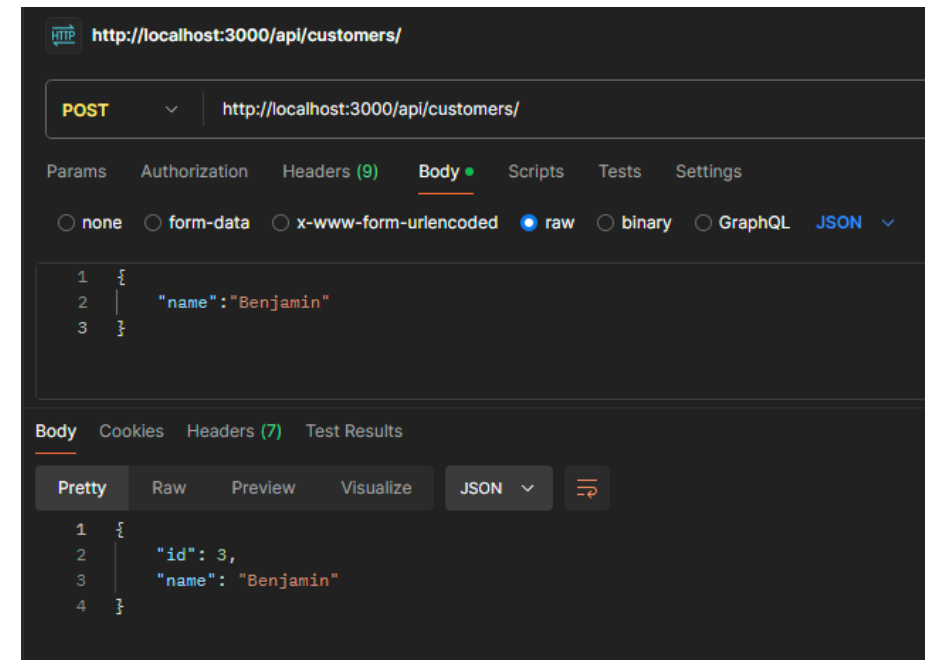 HTTP http://localhost:3000/api/customers/
POST http://localhost:3000/api/customers/
Params Authorization Headers (9) Body Scripts Tests Settings
none form-data x-www-form-urlencoded raw binary GraphQL JSON
1 {
2 "name":"Benjamin"
3 }
Body Cookies Headers (7) Test Results
Pretty Raw Preview Visualize JSON
1 {
2 "id": 3,
3 "name": "Benjamin"
4 }